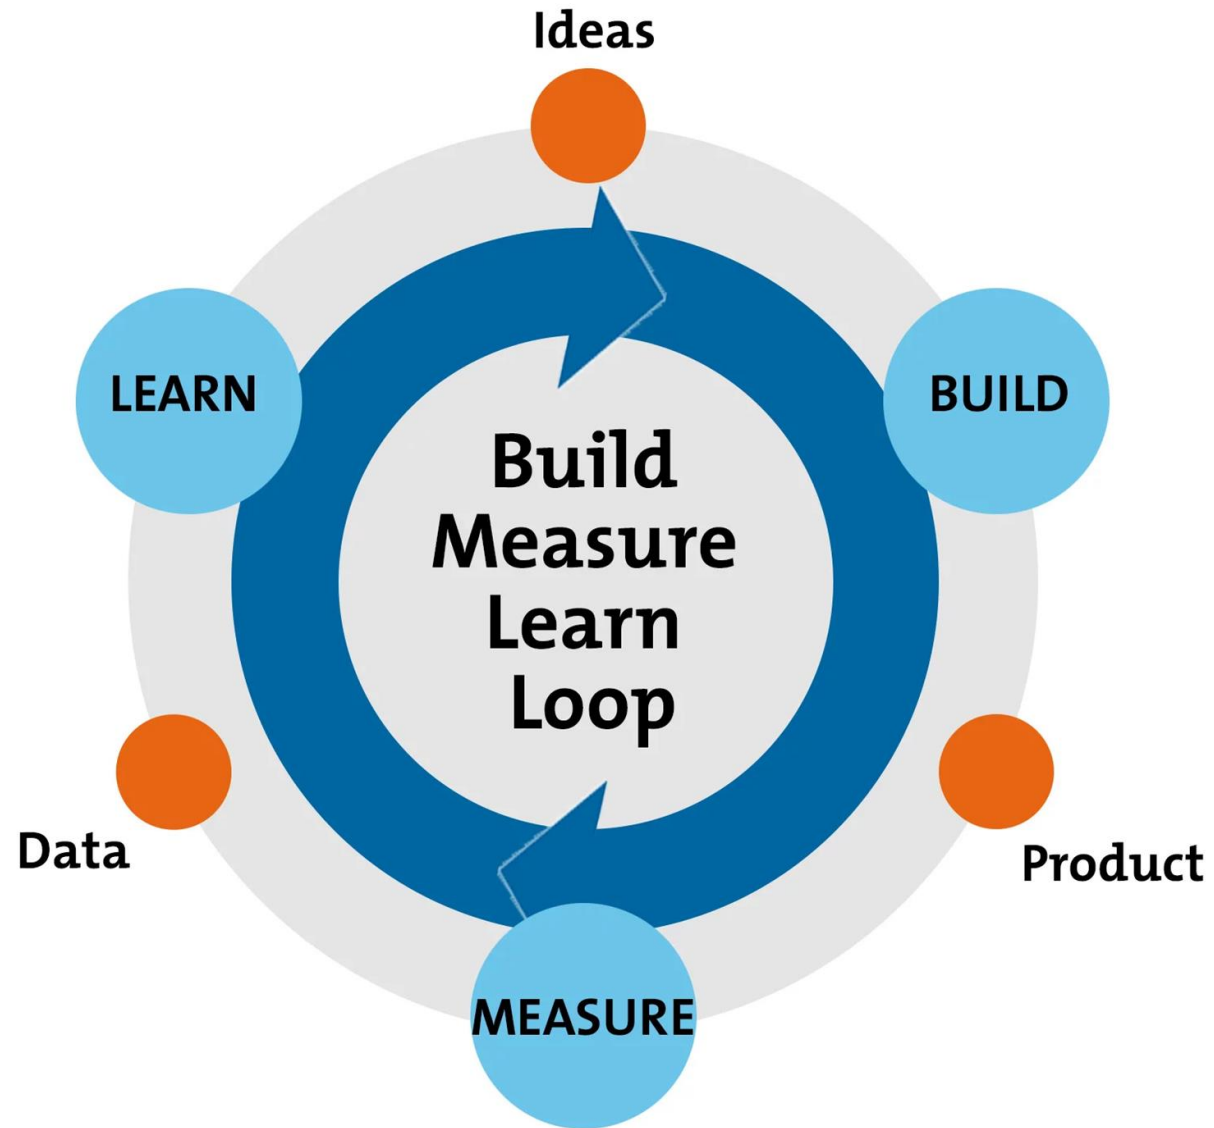 Ideas
LEARN
BUILD
Build
Measure
Learn
Loop
Data
Product
MEASURE